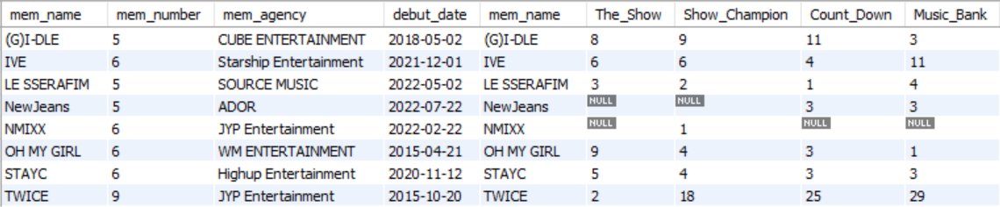 mem_name mem_number mem_agency debut_date mem_name The_Show Show_Champion Count_Down Music_Bank
(G)I-DLE 5 CUBE ENTERTAINMENT 2018-05-02 (G)I-DLE 8 9 11 3
IVE 6 Starship Entertainment 2021-12-01 IVE 6 6 4 11
LE SSERAFIM 5 SOURCE MUSIC 2022-05-02 LE SSERAFIM 3 2 1 4
NewJeans 5 ADOR 2022-07-22 NewJeans NULL NULL 3 3
NMIXX 6 JYP Entertainment 2022-02-22 NMIXX NULL 1 NULL NULL
OH MY GIRL 6 WM ENTERTAINMENT 2015-04-21 OH MY GIRL 9 4 3 1
STAYC 6 Highup Entertainment 2020-11-12 STAYC 5 4 3 3
TWICE 9 JYP Entertainment 2015-10-20 TWICE 2 18 25 29